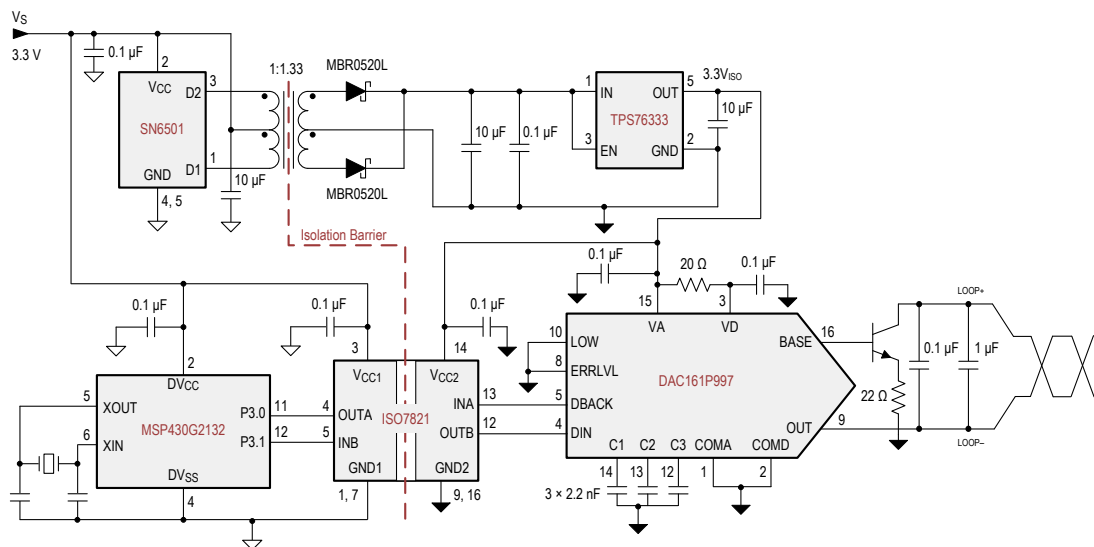 VS
3.3 V
0.1 µF
2
VCC
D2
3
SN6501
D1
1
GND
4, 5
10 µF
1:1.33
MBR0520L
MBR0520L
10 µF
0.1 µF
1
IN
OUT
5
TPS76333
3
EN
GND
2
3.3VISO
10 µF
Isolation Barrier
0.1 µF
2
DVCC
5
XOUT
6
XIN
MSP430G2132
P3.0
11
P3.1
12
DVSS
4
0.1 µF
3
VCC1
4
OUTA
5
INB
GND1
1, 7
ISO7821
0.1 µF
14
VCC2
INA
13
OUTB
12
GND2
9, 16
0.1 µF
20 Ω
0.1 µF
15
3
VA
VD
10
LOW
8
ERRLVL
5
DBACK
4
DIN
DAC161P997
BASE
16
OUT
9
C1
C2
C3
COMA
COMD
14
13
12
1
2
3 × 2.2 nF
22 Ω
0.1 µF
1 µF
LOOP+
LOOP–